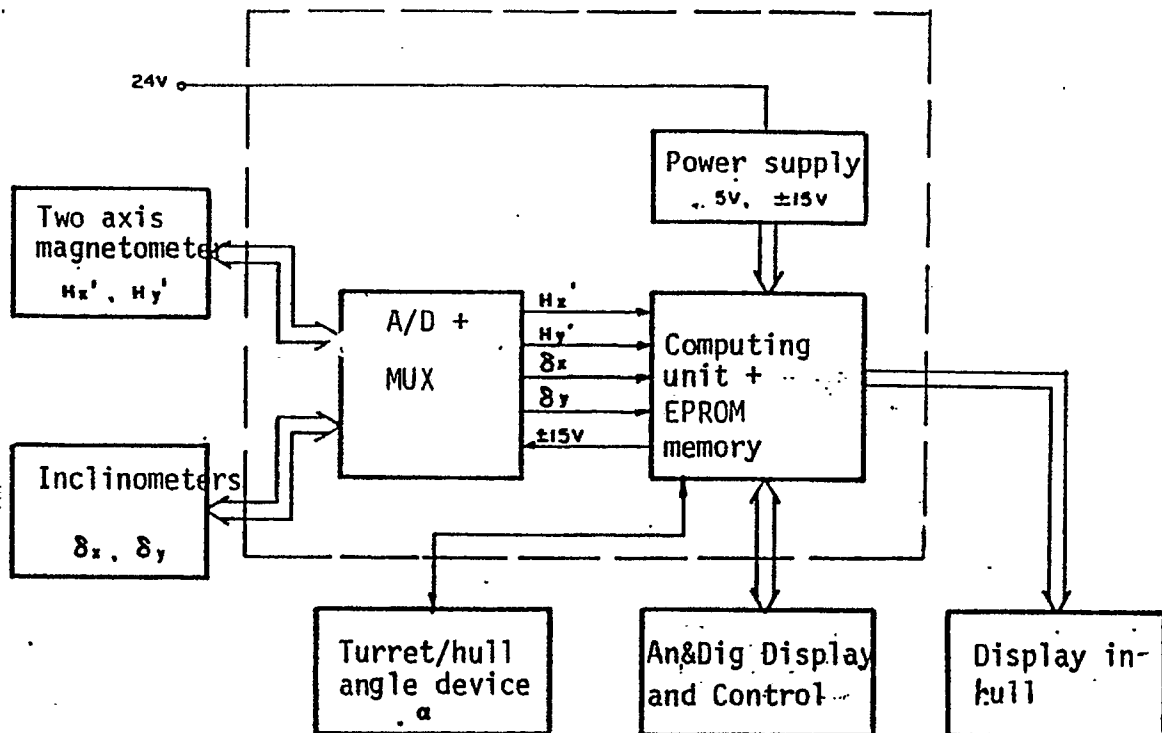 24V
Power supply
5V, ±15V
Two axis
magnetometer
Hx', Hy'
A/D +
MUX
Hx'
Hy'
δx
δy
±15V
Computing
unit +
EPROM
memory
Inclinometers
δx, δy
Turret/hull
angle device
α
An&Dig Display
and Control
Display in-
hull